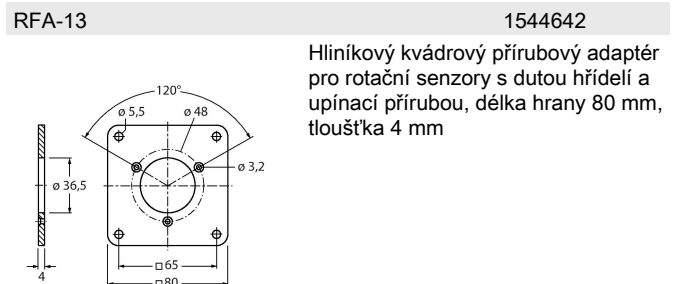 RFA-13 1544642
Hliníkový kvádrový přírubový adaptér
pro rotační senzory s dutou hřídelí a
upínací přírubou, délka hrany 80 mm,
tloušťka 4 mm
120°
ø 5,5 ø 48
ø 3,2
ø 36,5
□65
4
□80